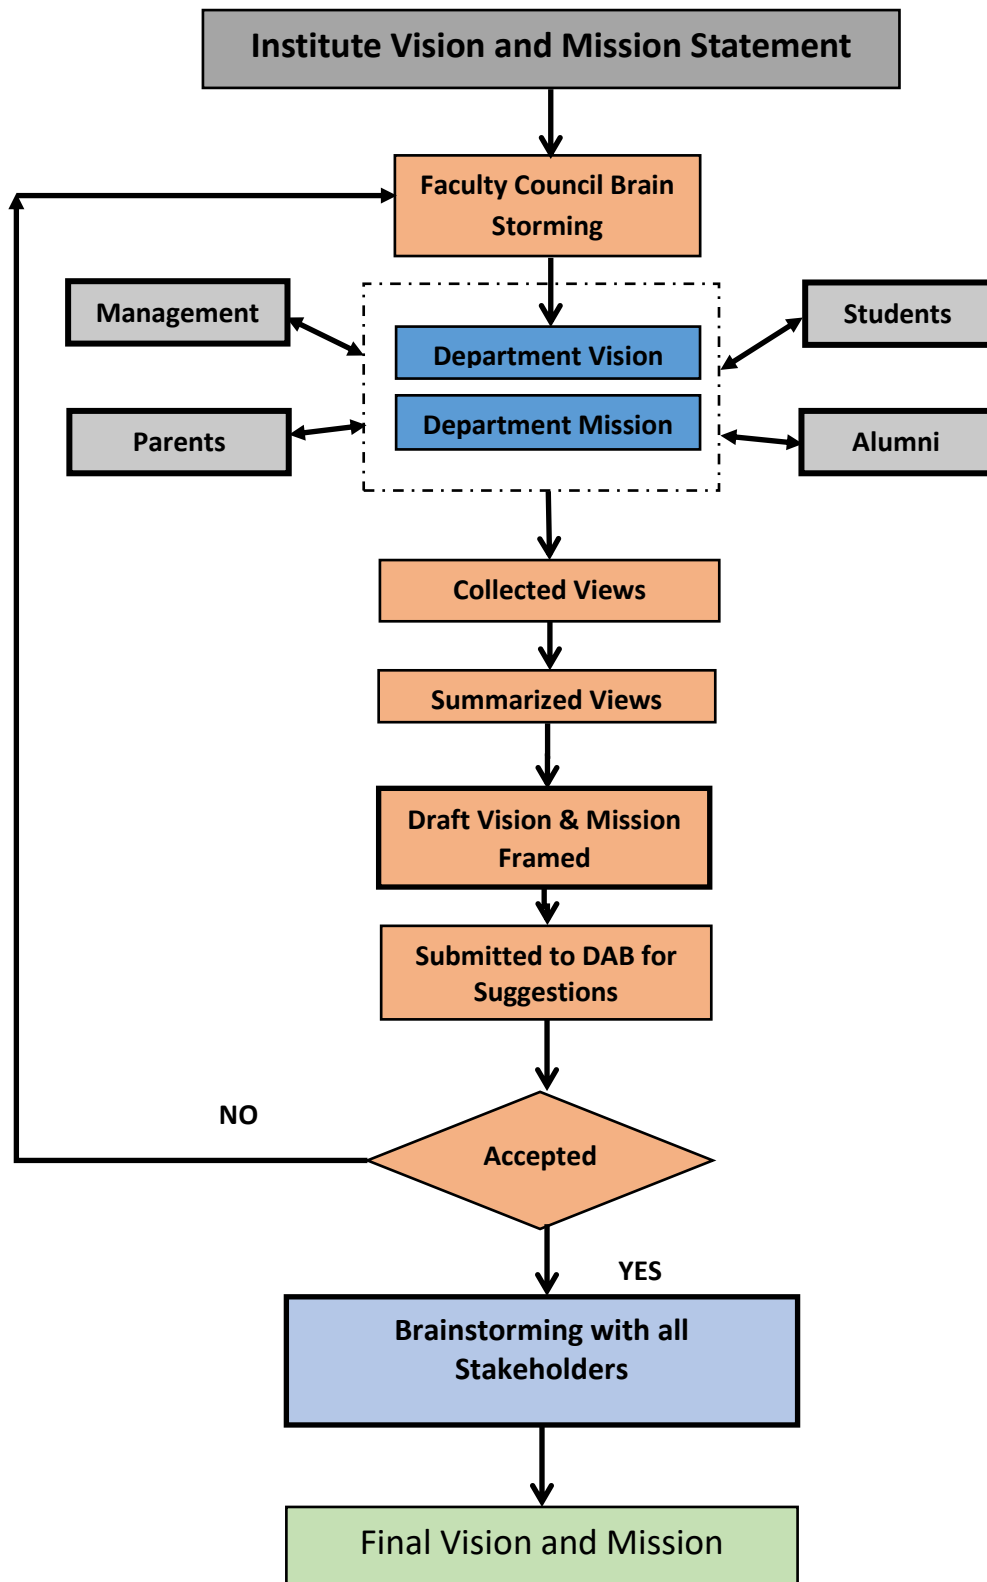 Institute Vision and Mission Statement
Faculty Council Brain
Storming
Management
Students
Department Vision
Department Mission
Parents
Alumni
Collected Views
Summarized Views
Draft Vision & Mission
Framed
Submitted to DAB for
Suggestions
NO
Accepted
YES
Brainstorming with all
Stakeholders
Final Vision and Mission